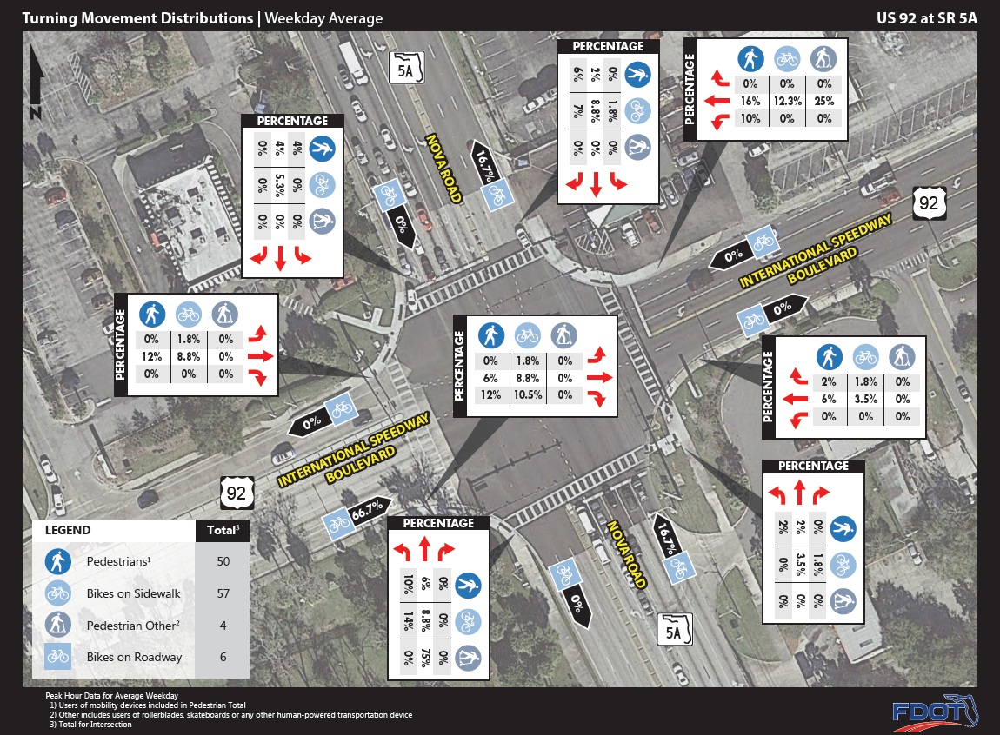 Turning Movement Distributions | Weekday Average
US 92 at SR 5A
PERCENTAGE
6% 2% 0%
7% 8.8% 1.8%
0% 0% 0%
PERCENTAGE
0% 0% 0%
16% 12.3% 25%
10% 0% 0%
5A
N
PERCENTAGE
0% 4% 4%
0% 5.3% 0%
0% 0% 0%
NOVA ROAD
16.7%
0%
92
0%
INTERNATIONAL SPEEDWAY
BOULEVARD
0%
PERCENTAGE
0% 1.8% 0%
12% 8.8% 0%
0% 0% 0%
PERCENTAGE
0% 1.8% 0%
6% 8.8% 0%
12% 10.5% 0%
PERCENTAGE
2% 1.8% 0%
6% 3.5% 0%
0% 0% 0%
0%
INTERNATIONAL SPEEDWAY
BOULEVARD
92
66.7%
PERCENTAGE
10% 6% 0%
14% 8.8% 0%
0% 75% 0%
NOVA ROAD
16.7%
0%
5A
PERCENTAGE
2% 2% 0%
0% 3.5% 1.8%
0% 0% 0%
LEGEND Total³
Pedestrians¹ 50
Bikes on Sidewalk 57
Pedestrian Other² 4
Bikes on Roadway 6
Peak Hour Data for Average Weekday
1) Users of mobility devices included in Pedestrian Total
2) Other includes users of rollerblades, skateboards or any other human-powered transportation device
3) Total for Intersection
FDOT